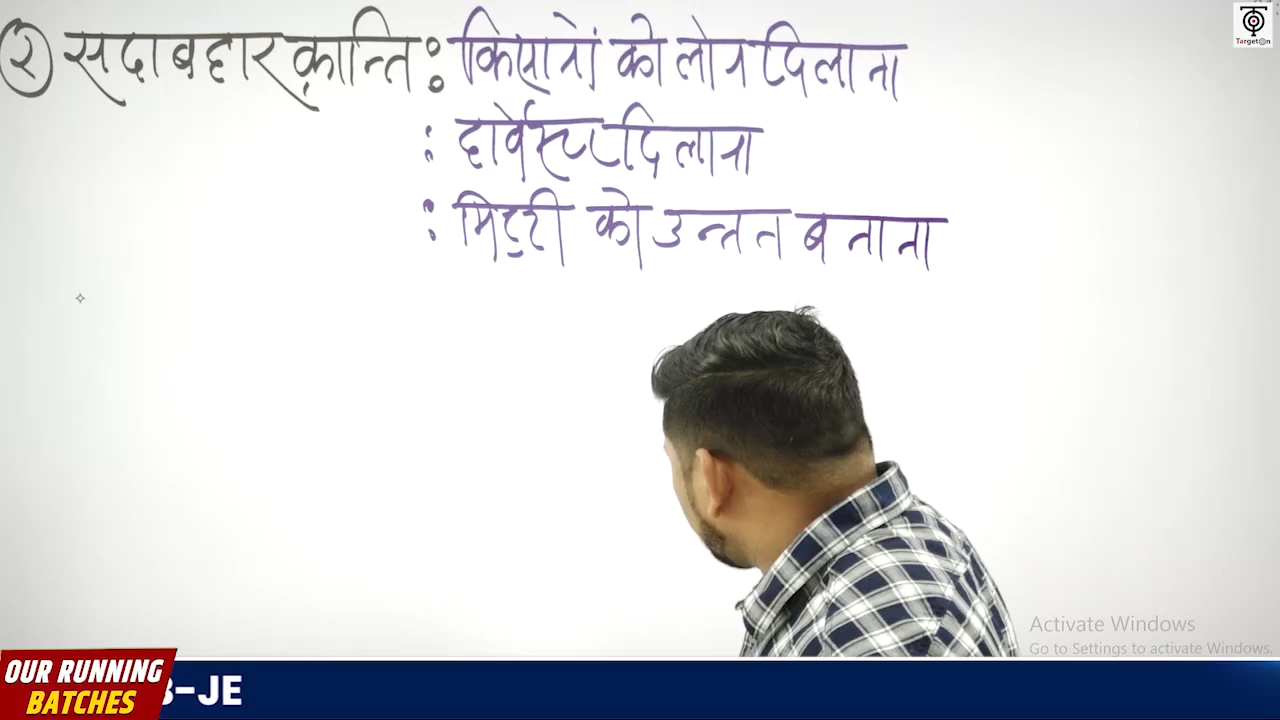 २ सदाबहार क्रान्ति : किसानों को लोन दिलाना
: हार्वेस्टर दिलाना
: मिट्टी को उन्नत बनाना
Target@n
Activate Windows
Go to Settings to activate Windows.
OUR RUNNING
BATCHES
-JE